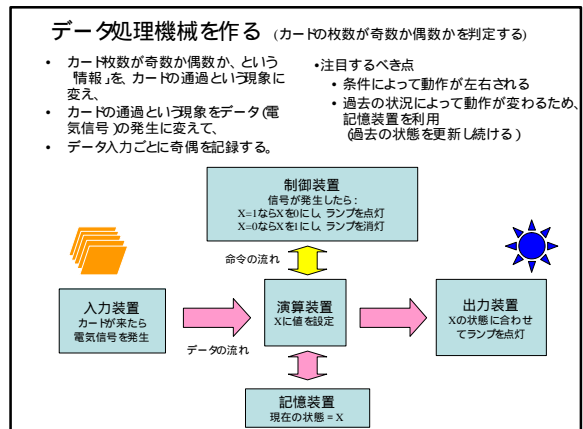 データ処理機械を作る (カードの枚数が奇数か偶数かを判定する)
• カード枚数が奇数か偶数か、という
「情報」を、カードの通過という現象に
変え、
• カードの通過という現象をデータ(電
気信号)の発生に変えて、
• データ入力ごとに奇偶を記録する。
•注目するべき点
• 条件によって動作が左右される
• 過去の状況によって動作が変わるため、
記憶装置を利用
(過去の状態を更新し続ける)
制御装置
信号が発生したら:
X=1ならXを0にし、ランプを点灯
X=0ならXを1にし、ランプを消灯
命令の流れ
入力装置
カードが来たら
電気信号を発生
データの流れ
演算装置
Xに値を設定
出力装置
Xの状態に合わせ
てランプを点灯
記憶装置
現在の状態 = X